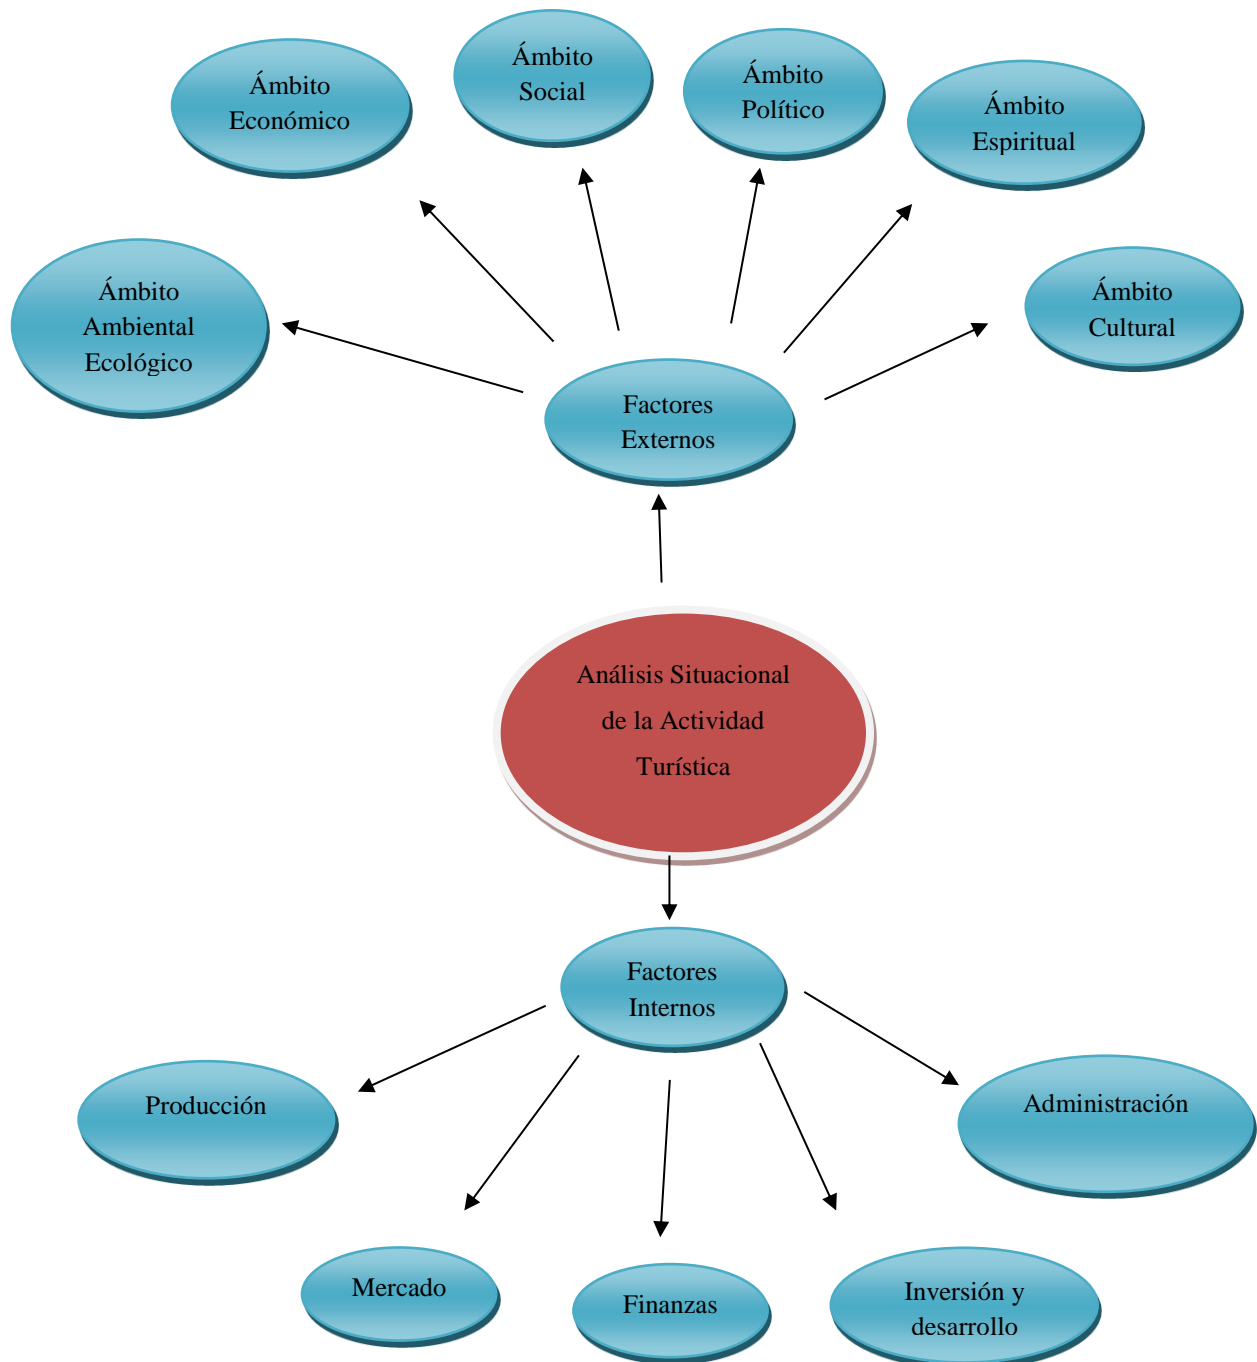 Ámbito
Económico
Ámbito
Social
Ámbito
Político
Ámbito
Espiritual
Ámbito
Ambiental
Ecológico
Ámbito
Cultural
Factores
Externos
Análisis Situacional
de la Actividad
Turística
Factores
Internos
Producción
Administración
Mercado
Finanzas
Inversión y
desarrollo